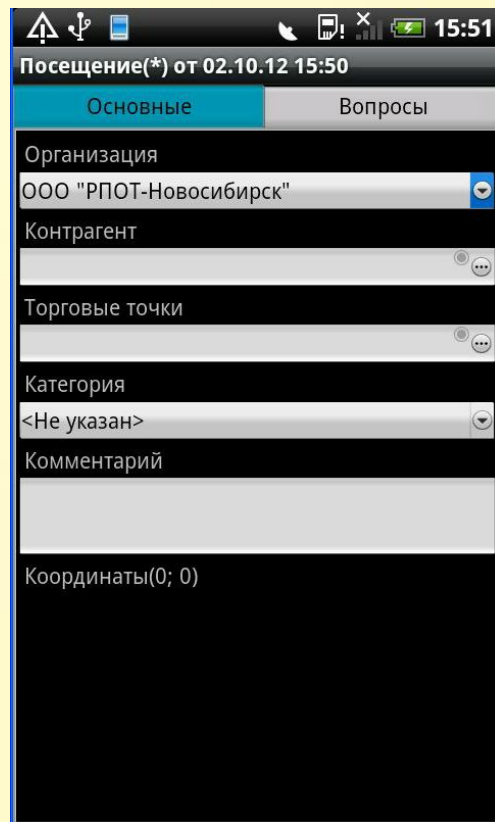 15:51
Посещение(*) от 02.10.12 15:50
Основные
Вопросы
Организация
ООО "РПОТ-Новосибирск"
Контрагент
Торговые точки
Категория
<Не указан>
Комментарий
Координаты(0; 0)